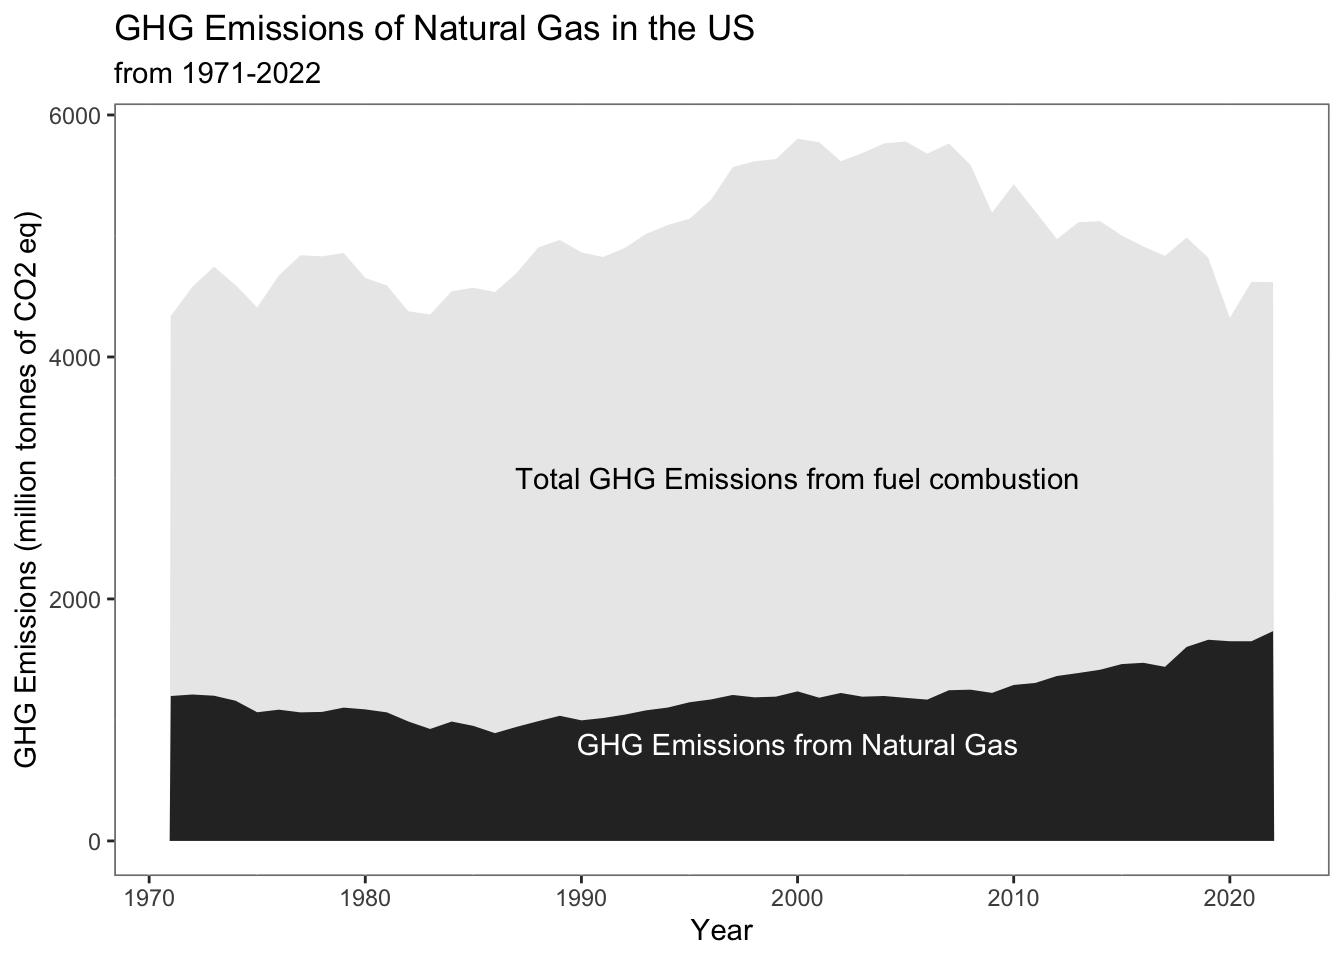 GHG Emissions of Natural Gas in the US
from 1971-2022
GHG Emissions (million tonnes of CO2 eq)
6000
4000
2000
0
Total GHG Emissions from fuel combustion
GHG Emissions from Natural Gas
1970 1980 1990 2000 2010 2020
Year